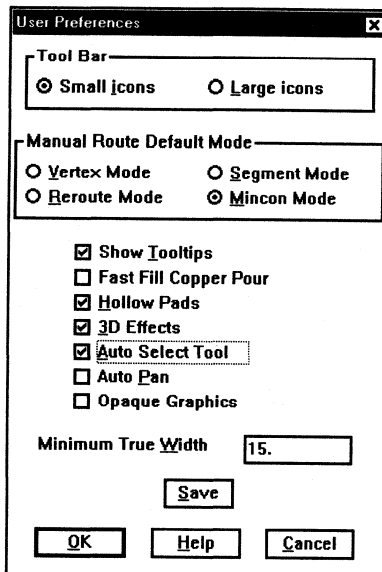 User Preferences
Tool Bar
Small icons Large icons
Manual Route Default Mode
Vertex Mode Segment Mode
Reroute Mode Mincon Mode
Show Tooltips
Fast Fill Copper Pour
Hollow Pads
3D Effects
Auto Select Tool
Auto Pan
Opaque Graphics
Minimum True Width 15.
Save
OK Help Cancel